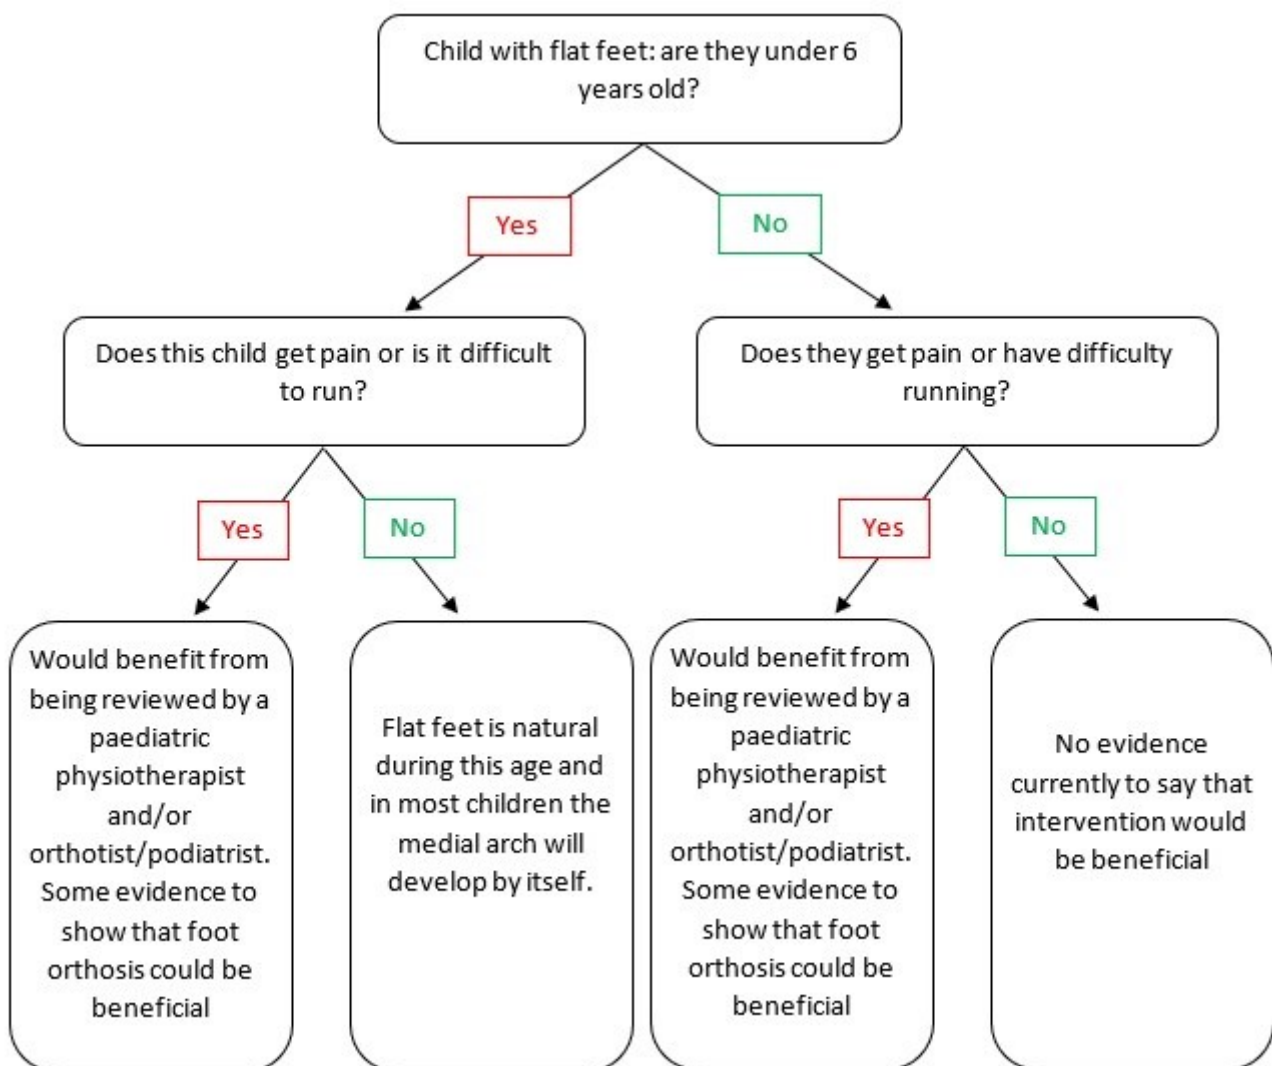 Child with flat feet: are they under 6
years old?
Yes
No
Does this child get pain or is it difficult
to run?
Does they get pain or have difficulty
running?
Yes
No
Yes
No
Would benefit from
being reviewed by a
paediatric
physiotherapist
and/or
orthotist/podiatrist.
Some evidence to
show that foot
orthosis could be
beneficial
Flat feet is natural
during this age and
in most children the
medial arch will
develop by itself.
Would benefit from
being reviewed by a
paediatric
physiotherapist
and/or
orthotist/podiatrist.
Some evidence to
show that foot
orthosis could be
beneficial
No evidence
currently to say that
intervention would
be beneficial